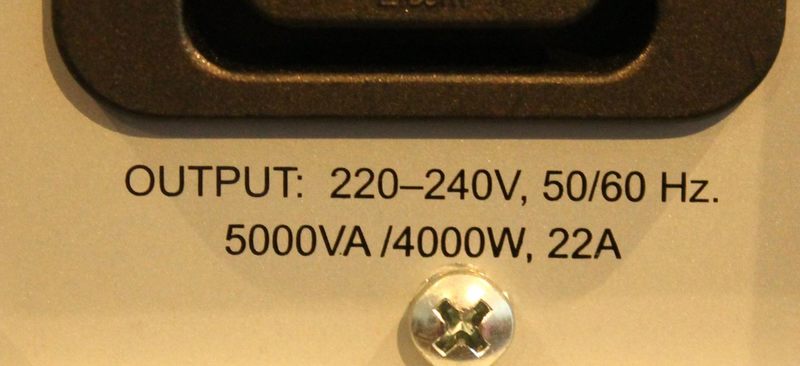 OUTPUT: 220–240V, 50/60 Hz.
5000VA /4000W, 22A